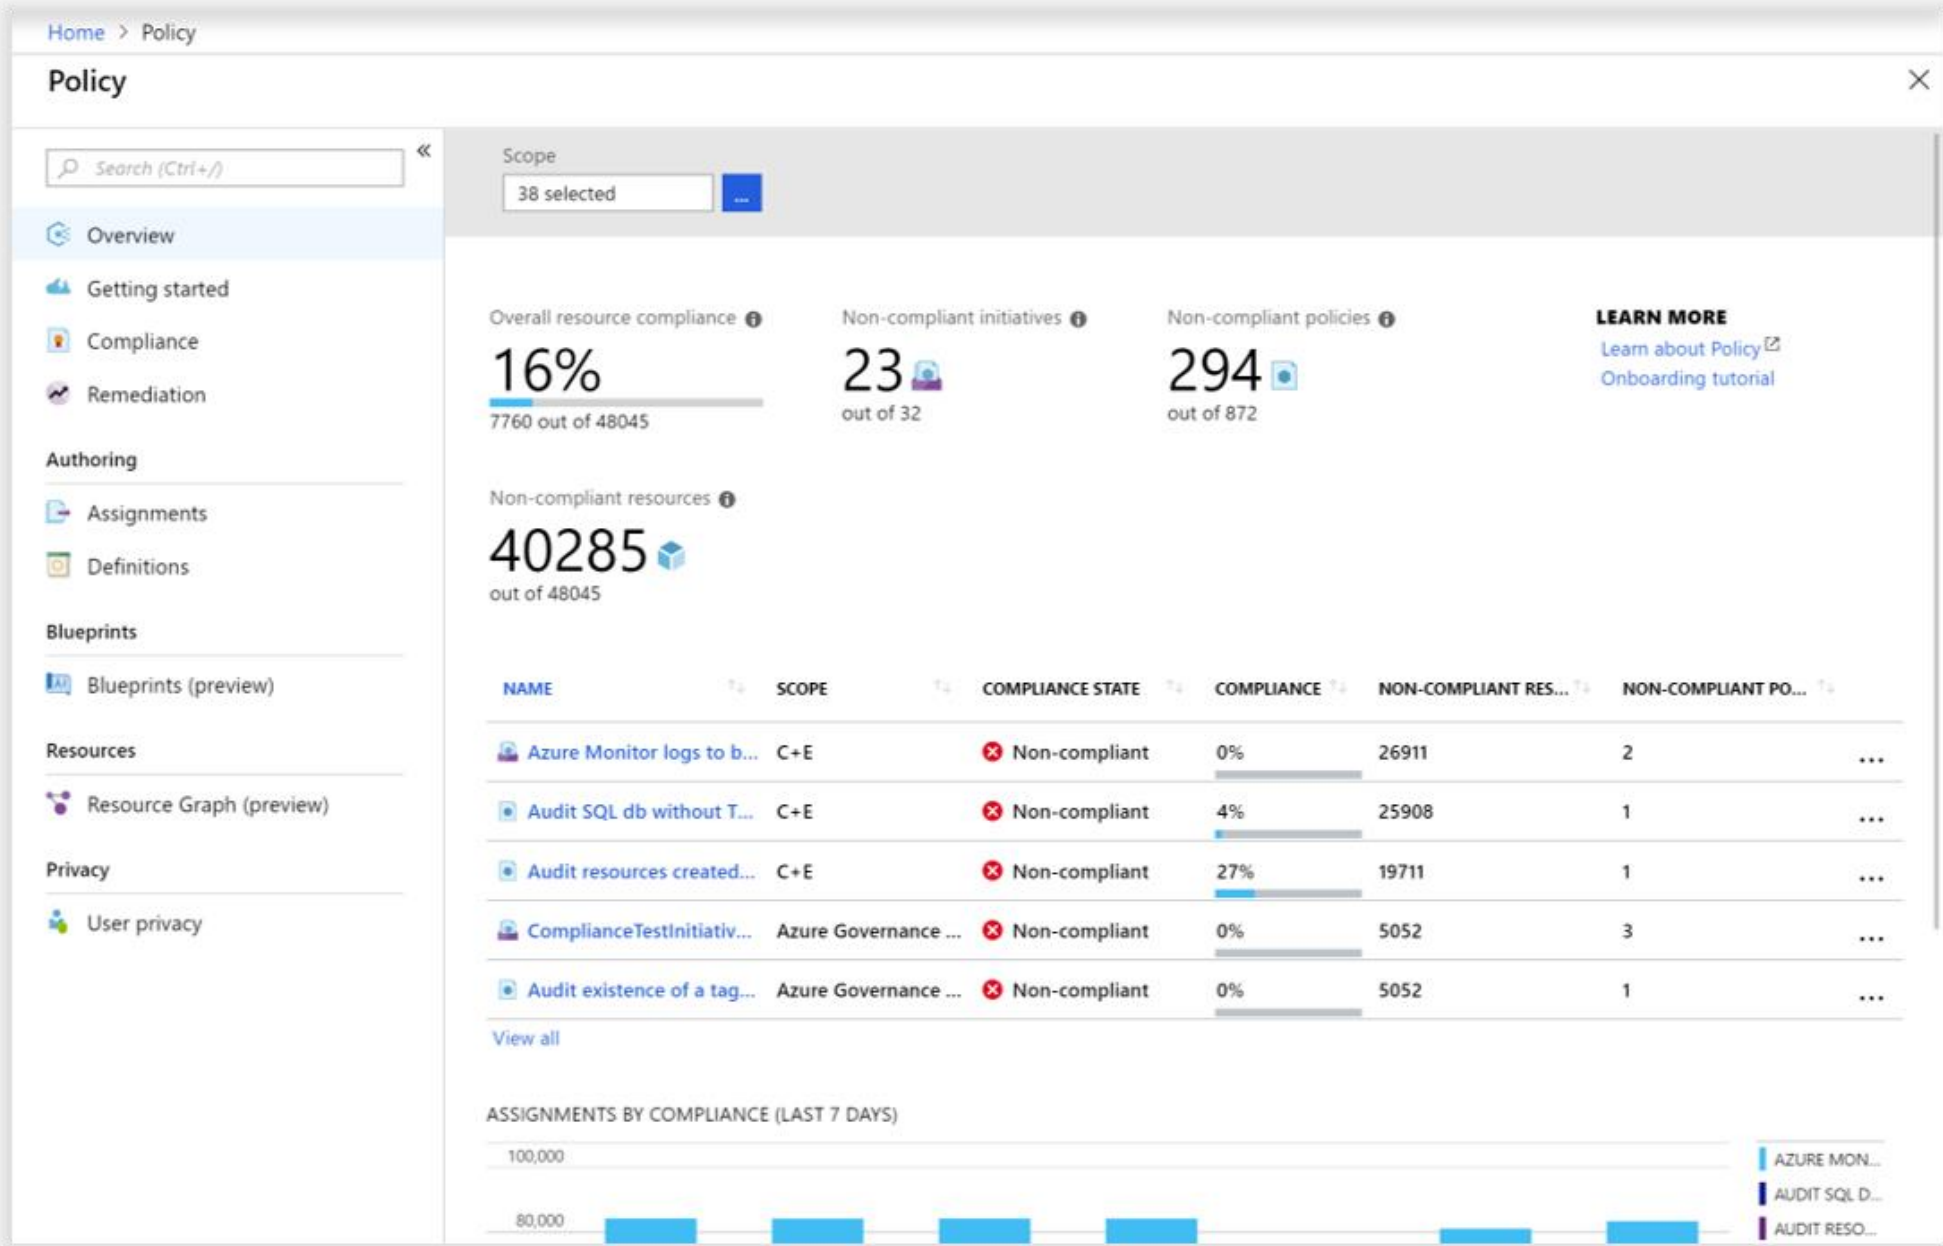 Home > Policy
Policy
Search (Ctrl+/)
Overview
Getting started
Compliance
Remediation
Authoring
Assignments
Definitions
Blueprints
Blueprints (preview)
Resources
Resource Graph (preview)
Privacy
User privacy
Scope
38 selected
...
Overall resource compliance
16%
7760 out of 48045
Non-compliant initiatives
23
out of 32
Non-compliant policies
294
out of 872
LEARN MORE
Learn about Policy
Onboarding tutorial
Non-compliant resources
40285
out of 48045
NAME SCOPE COMPLIANCE STATE COMPLIANCE NON-COMPLIANT RES... NON-COMPLIANT PO...
Azure Monitor logs to b... C+E Non-compliant 0% 26911 2 ...
Audit SQL db without T... C+E Non-compliant 4% 25908 1 ...
Audit resources created... C+E Non-compliant 27% 19711 1 ...
ComplianceTestInitiativ... Azure Governance ... Non-compliant 0% 5052 3 ...
Audit existence of a tag... Azure Governance ... Non-compliant 0% 5052 1 ...
View all
ASSIGNMENTS BY COMPLIANCE (LAST 7 DAYS)
100,000
80,000
AZURE MON...
AUDIT SQL D...
AUDIT RESO...